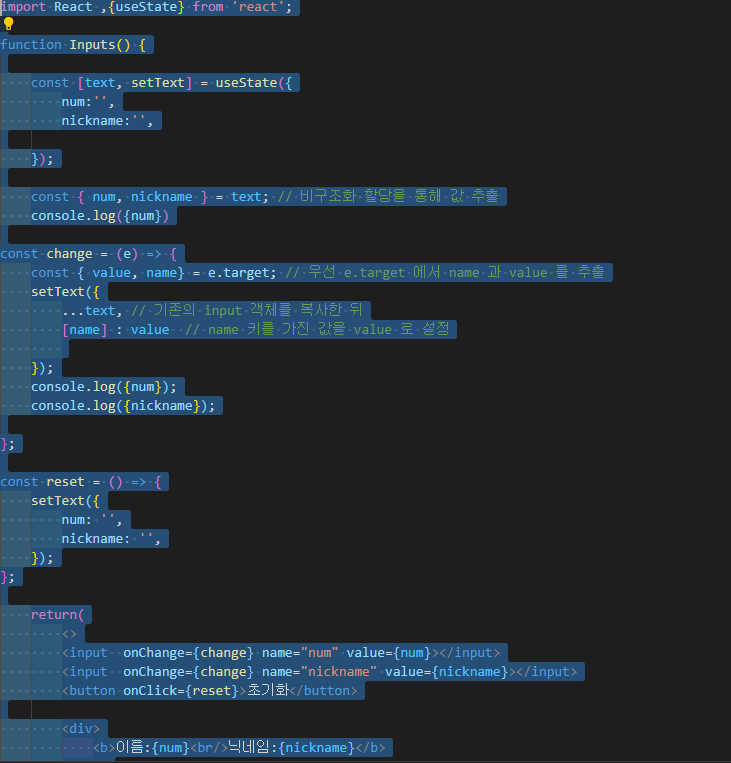 import React ,{useState} from 'react';
function Inputs() {
const [text, setText] = useState({
num:'',
nickname:'',
});
const { num, nickname } = text; // 비구조화 할당을 통해 값 추출
console.log({num})
const change = (e) => {
const { value, name} = e.target; // 우선 e.target 에서 name 과 value 를 추출
setText({
...text, // 기존의 input 객체를 복사한 뒤
[name] : value // name 키를 가진 값을 value 로 설정
});
console.log({num});
console.log({nickname});
};
const reset = () => {
setText({
num: '',
nickname: '',
});
};
return(
<>
<input  onChange={change} name="num" value={num}></input>
<input onChange={change} name="nickname" value={nickname}></input>
<button onClick={reset}>초기화</button>
<div>
<b>이름:{num}<br/>닉네임:{nickname}</b>